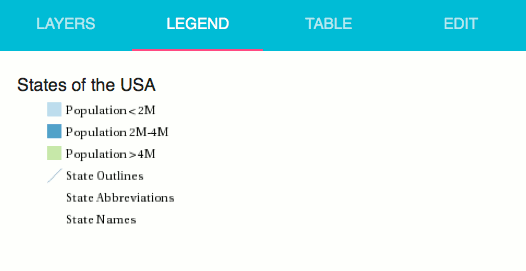 LAYERS LEGEND TABLE EDIT
States of the USA
Population < 2M
Population 2M-4M
Population > 4M
State Outlines
State Abbreviations
State Names